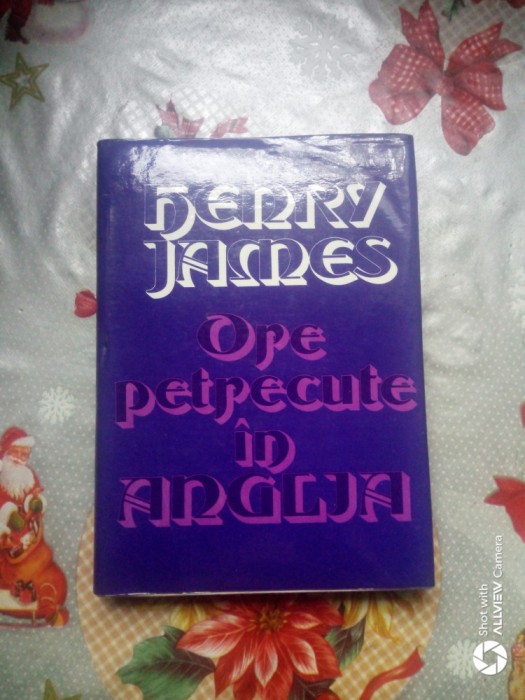 HENRY
JAMES
Ore
petrecute
în
ANGLIA
Shot with
ALLVIEW Camera